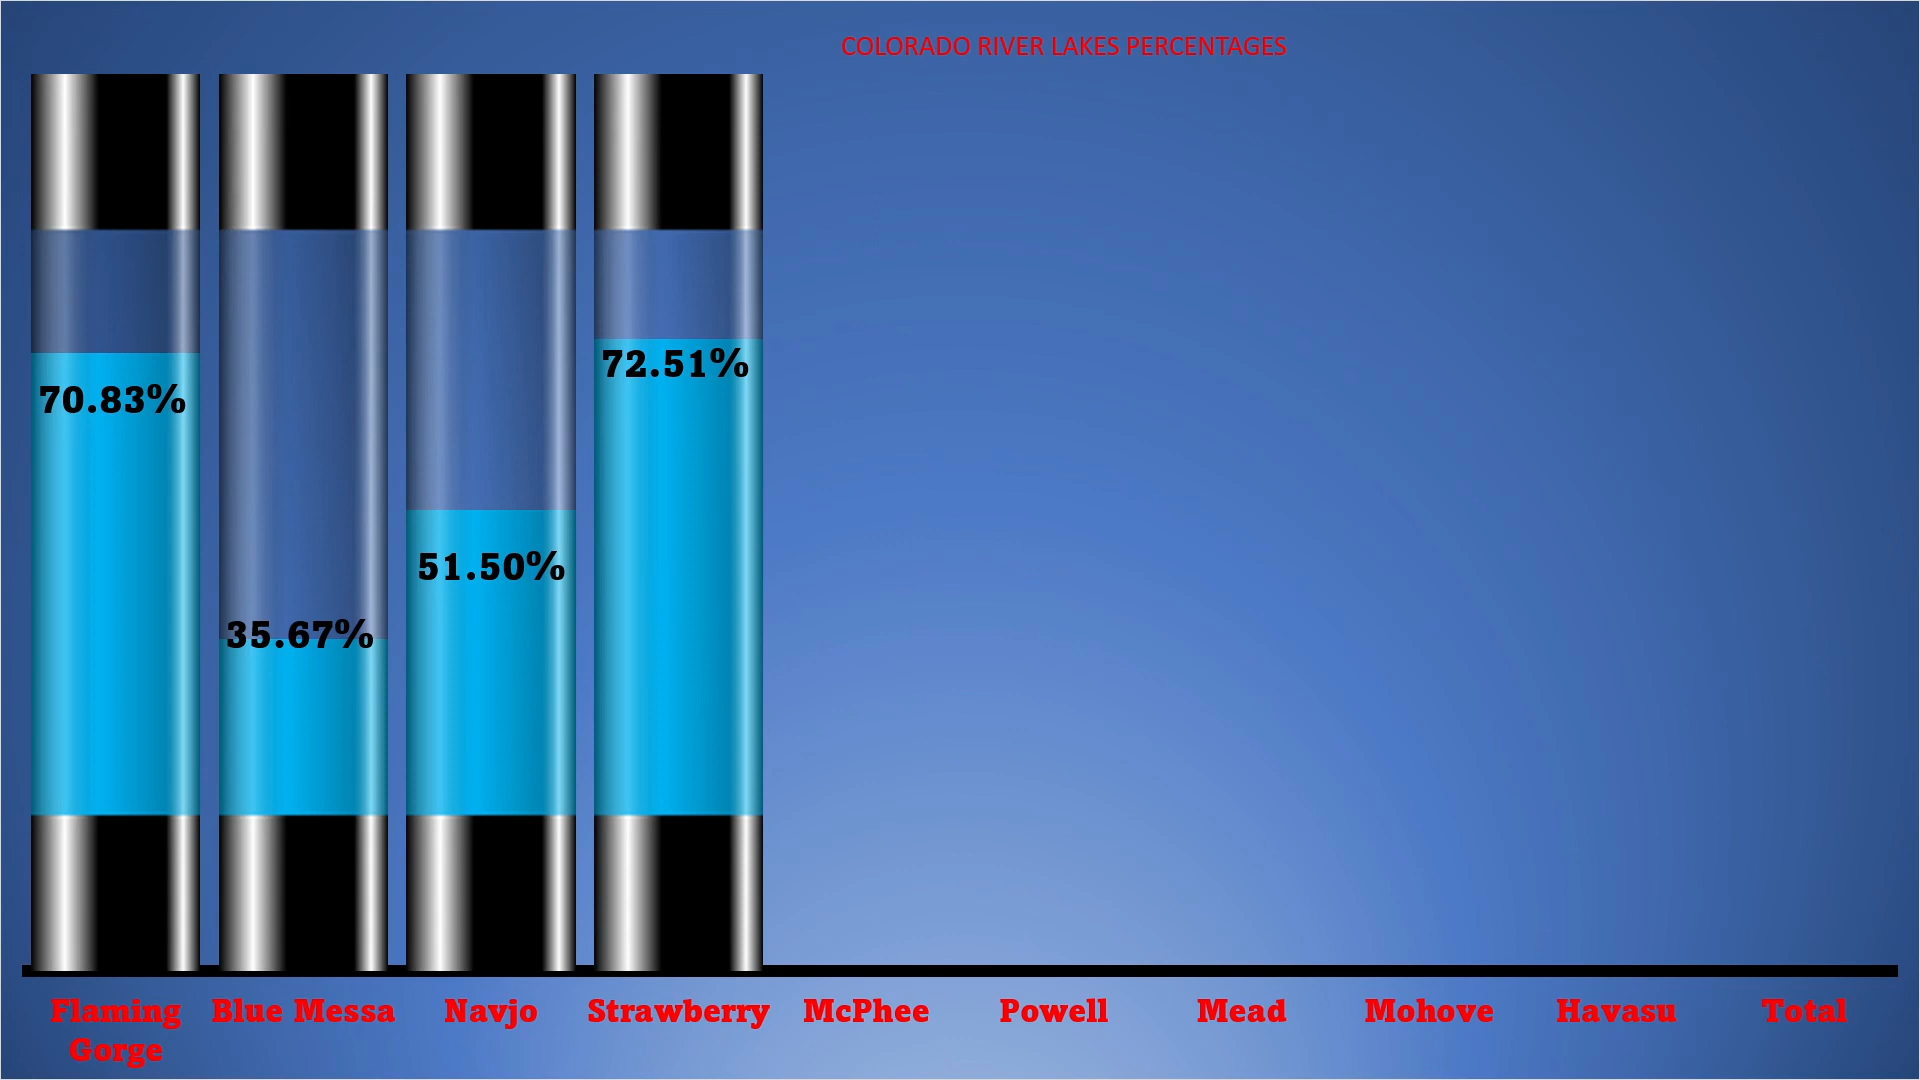 COLORADO RIVER LAKES PERCENTAGES
70.83%
35.67%
51.50%
72.51%
Flaming Gorge
Blue Messa
Navjo
Strawberry
McPhee
Powell
Mead
Mohove
Havasu
Total